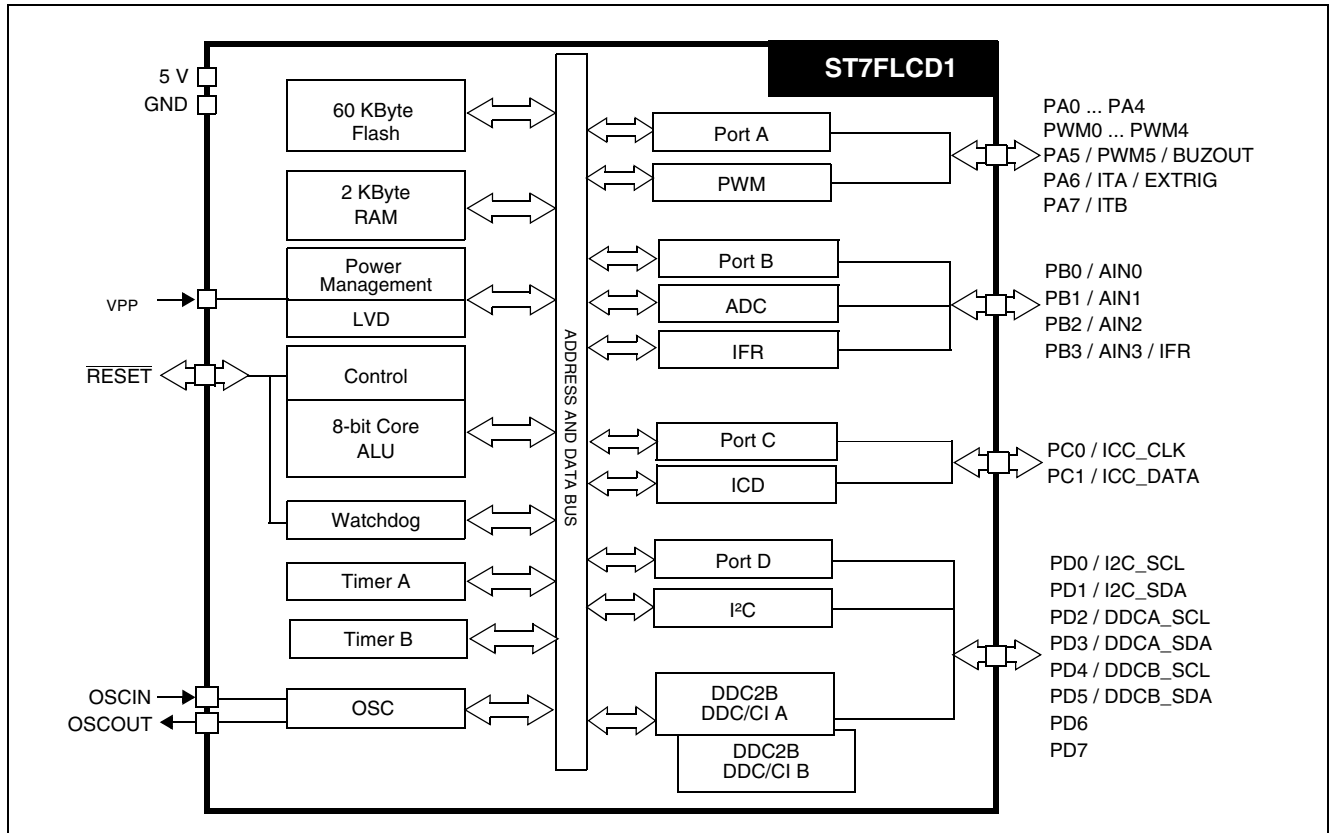 ST7FLCD1
5 V
GND
VPP
RESET
OSCIN
OSCOUT
60 KByte
Flash
2 KByte
RAM
Power
Management
LVD
Control
8-bit Core
ALU
Watchdog
Timer A
Timer B
OSC
ADDRESS AND DATA BUS
Port A
PWM
Port B
ADC
IFR
Port C
ICD
Port D
I²C
DDC2B
DDC/CI A
DDC2B
DDC/CI B
PA0 ... PA4
PWM0 ... PWM4
PA5 / PWM5 / BUZOUT
PA6 / ITA / EXTRIG
PA7 / ITB
PB0 / AIN0
PB1 / AIN1
PB2 / AIN2
PB3 / AIN3 / IFR
PC0 / ICC_CLK
PC1 / ICC_DATA
PD0 / I2C_SCL
PD1 / I2C_SDA
PD2 / DDCA_SCL
PD3 / DDCA_SDA
PD4 / DDCB_SCL
PD5 / DDCB_SDA
PD6
PD7